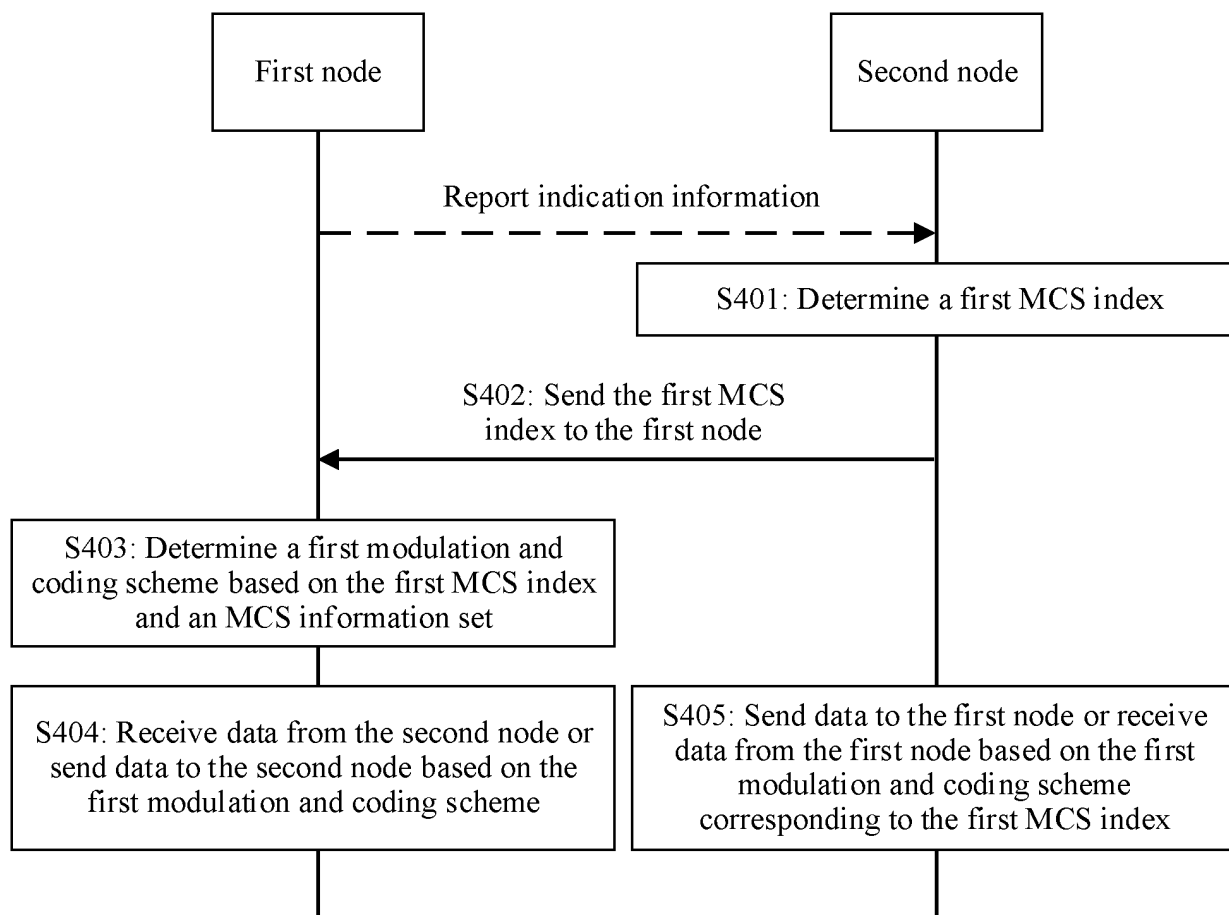 First node
Second node
Report indication information
S401: Determine a first MCS index
S402: Send the first MCS
index to the first node
S403: Determine a first modulation and
coding scheme based on the first MCS index
and an MCS information set
S404: Receive data from the second node or
send data to the second node based on the
first modulation and coding scheme
S405: Send data to the first node or receive
data from the first node based on the first
modulation and coding scheme
corresponding to the first MCS index